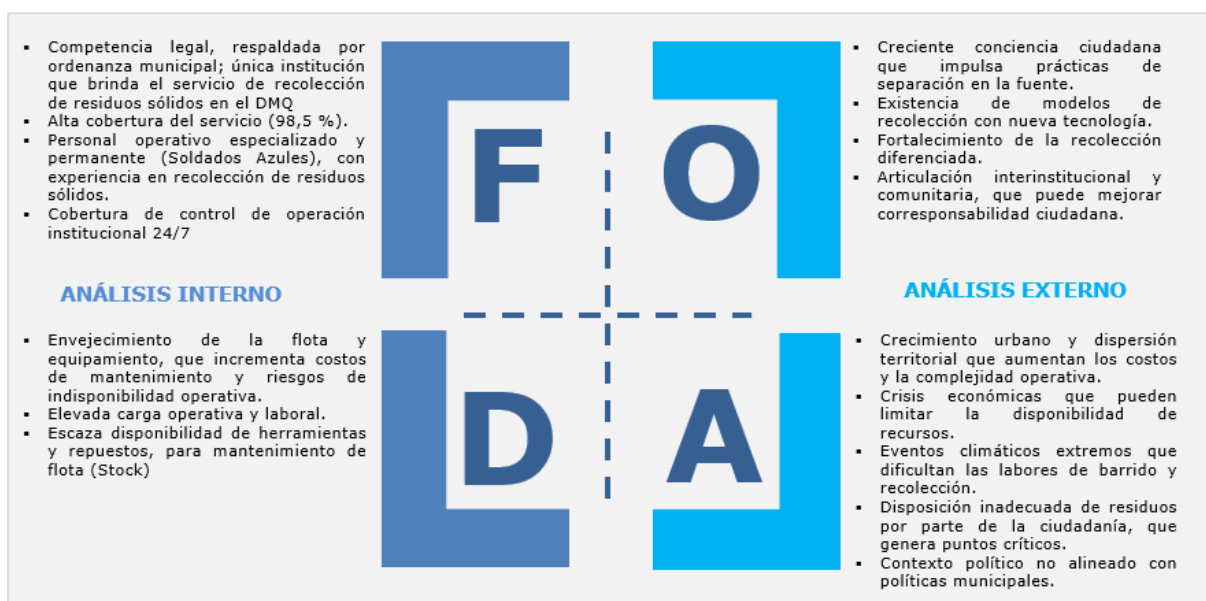 ▪ Competencia legal, respaldada por
ordenanza municipal; única institución
que brinda el servicio de recolección
de residuos sólidos en el DMQ
▪ Alta cobertura del servicio (98,5 %).
▪ Personal operativo especializado y
permanente (Soldados Azules), con
experiencia en recolección de residuos
sólidos.
▪ Cobertura de control de operación
institucional 24/7
F
O
▪ Creciente conciencia ciudadana
que impulsa prácticas de
separación en la fuente.
▪ Existencia de modelos de
recolección con nueva tecnología.
▪ Fortalecimiento de la recolección
diferenciada.
▪ Articulación interinstitucional y
comunitaria, que puede mejorar
corresponsabilidad ciudadana.
ANÁLISIS INTERNO
ANÁLISIS EXTERNO
▪ Envejecimiento de la flota y
equipamiento, que incrementa costos
de mantenimiento y riesgos de
indisponibilidad operativa.
▪ Elevada carga operativa y laboral.
▪ Escaza disponibilidad de herramientas
y repuestos, para mantenimiento de
flota (Stock)
D
A
▪ Crecimiento urbano y dispersión
territorial que aumentan los costos
y la complejidad operativa.
▪ Crisis económicas que pueden
limitar la disponibilidad de
recursos.
▪ Eventos climáticos extremos que
dificultan las labores de barrido y
recolección.
▪ Disposición inadecuada de residuos
por parte de la ciudadanía, que
genera puntos críticos.
▪ Contexto político no alineado con
políticas municipales.